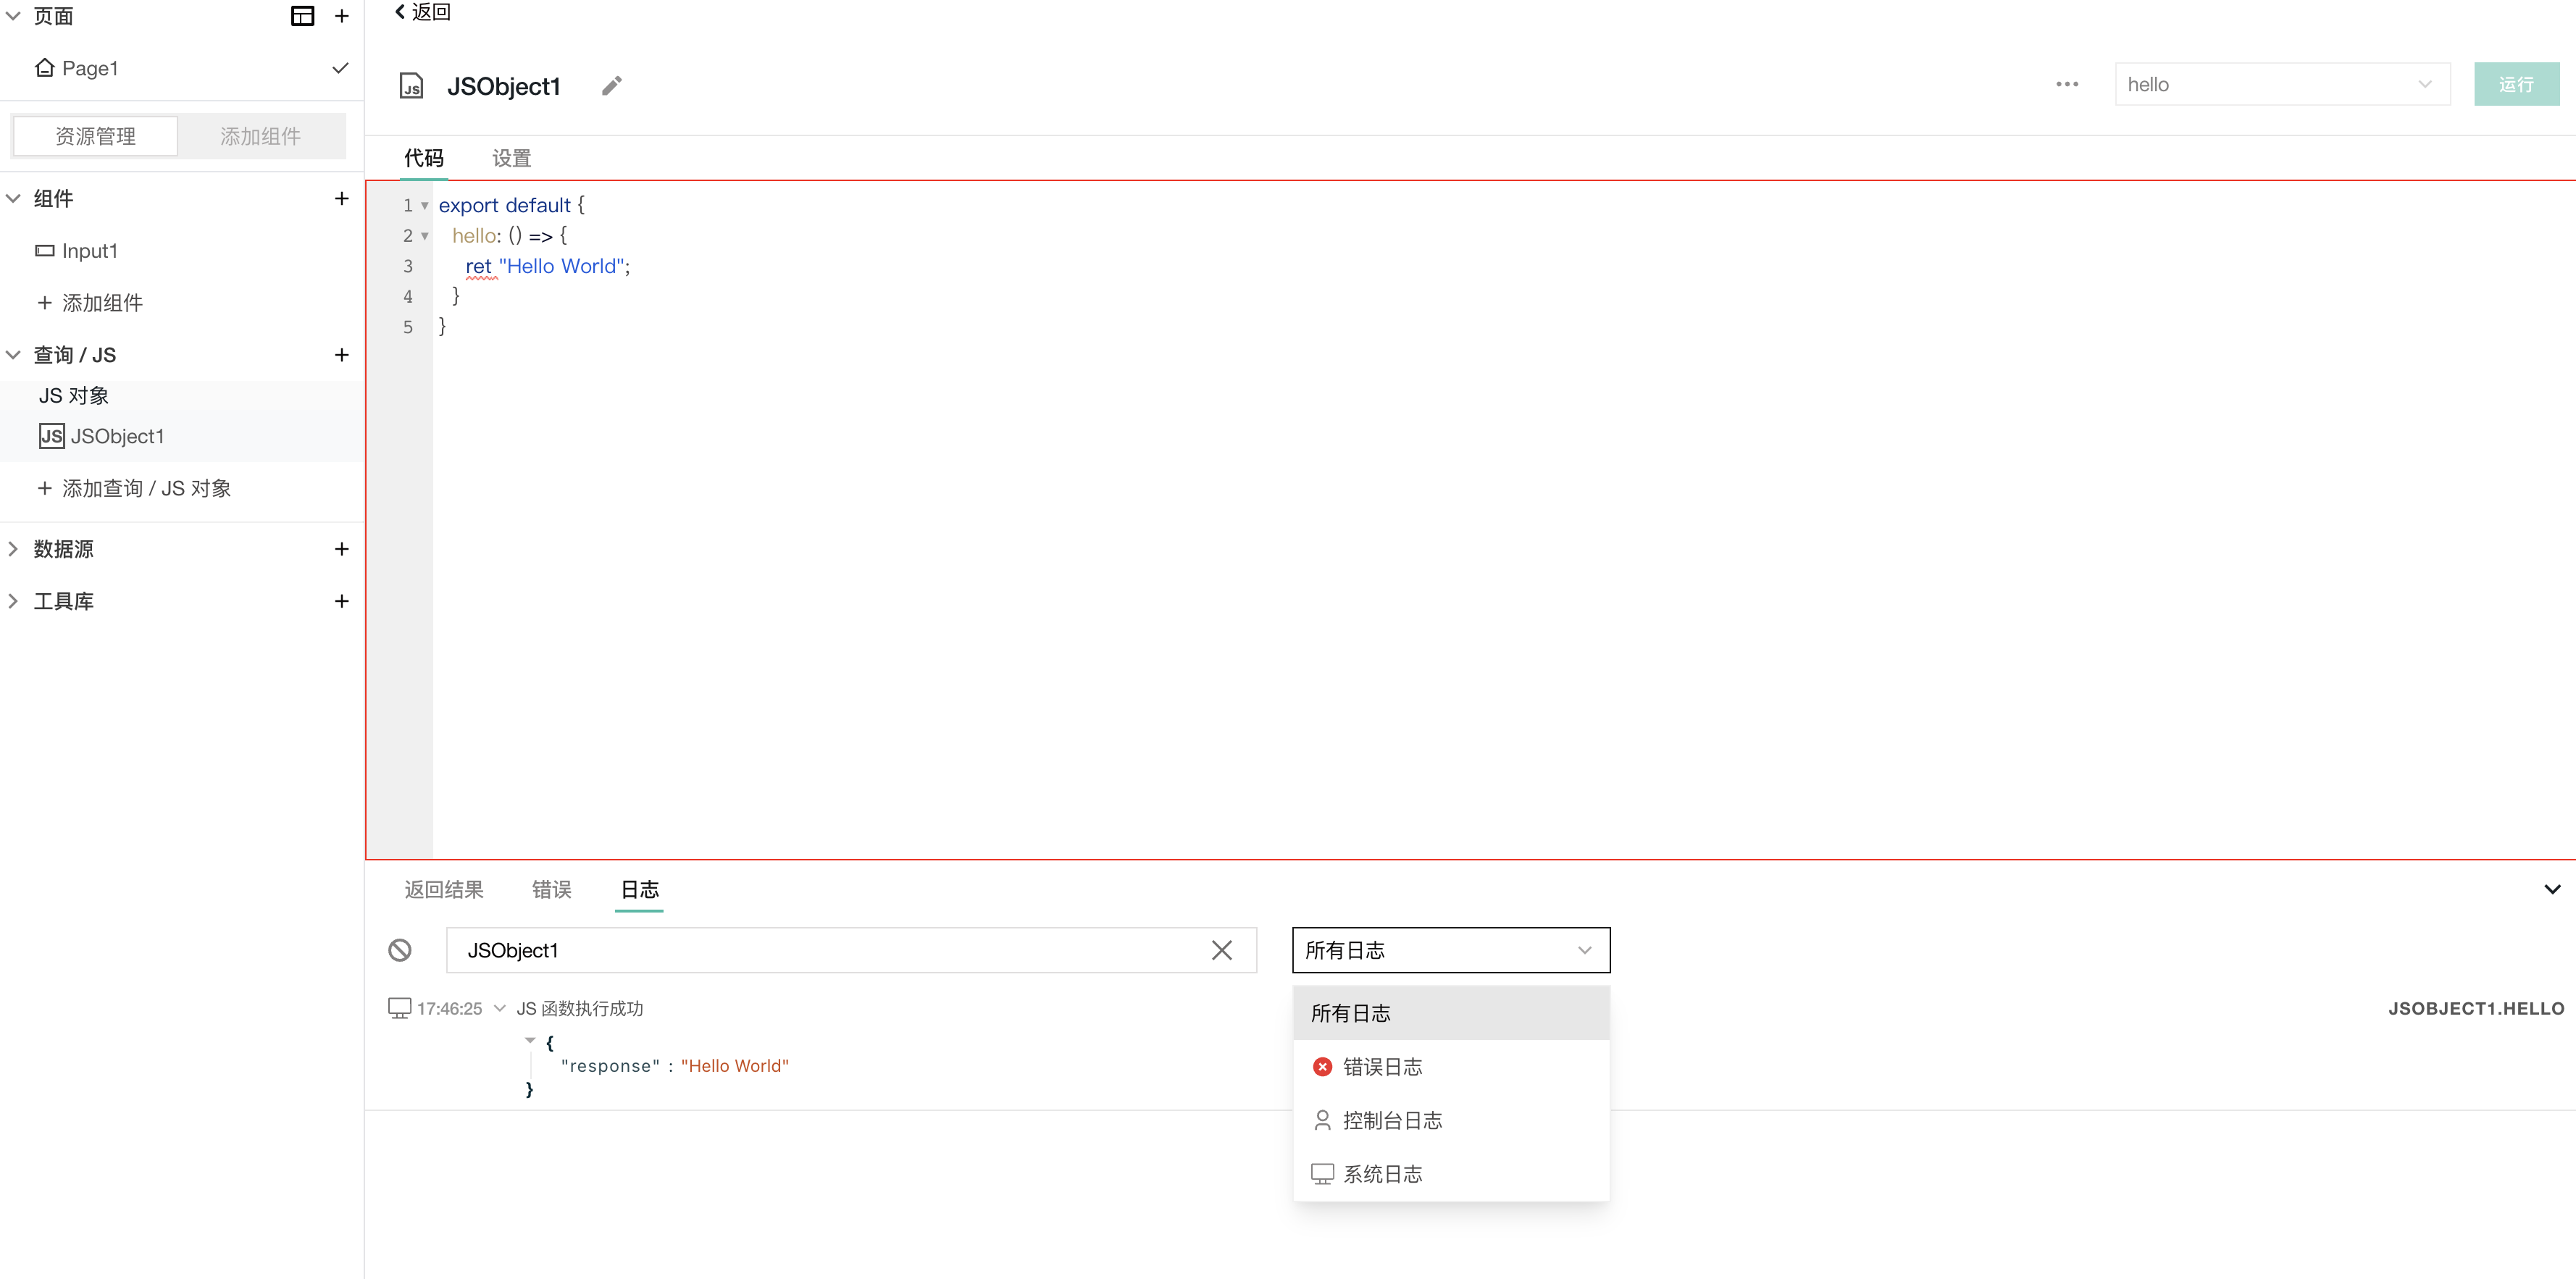 页面
Page1
资源管理
添加组件
组件
Input1
添加组件
查询 / JS
JS 对象
JS JSObject1
添加查询 / JS 对象
数据源
工具库
返回
JS JSObject1
hello
运行
代码
设置
1 export default {
2 hello: () => {
3 ret "Hello World";
4 }
5 }
返回结果
错误
日志
JSObject1
所有日志
17:46:25 JS 函数执行成功
JSOBJECT1.HELLO
{
"response" : "Hello World"
}
所有日志
错误日志
控制台日志
系统日志